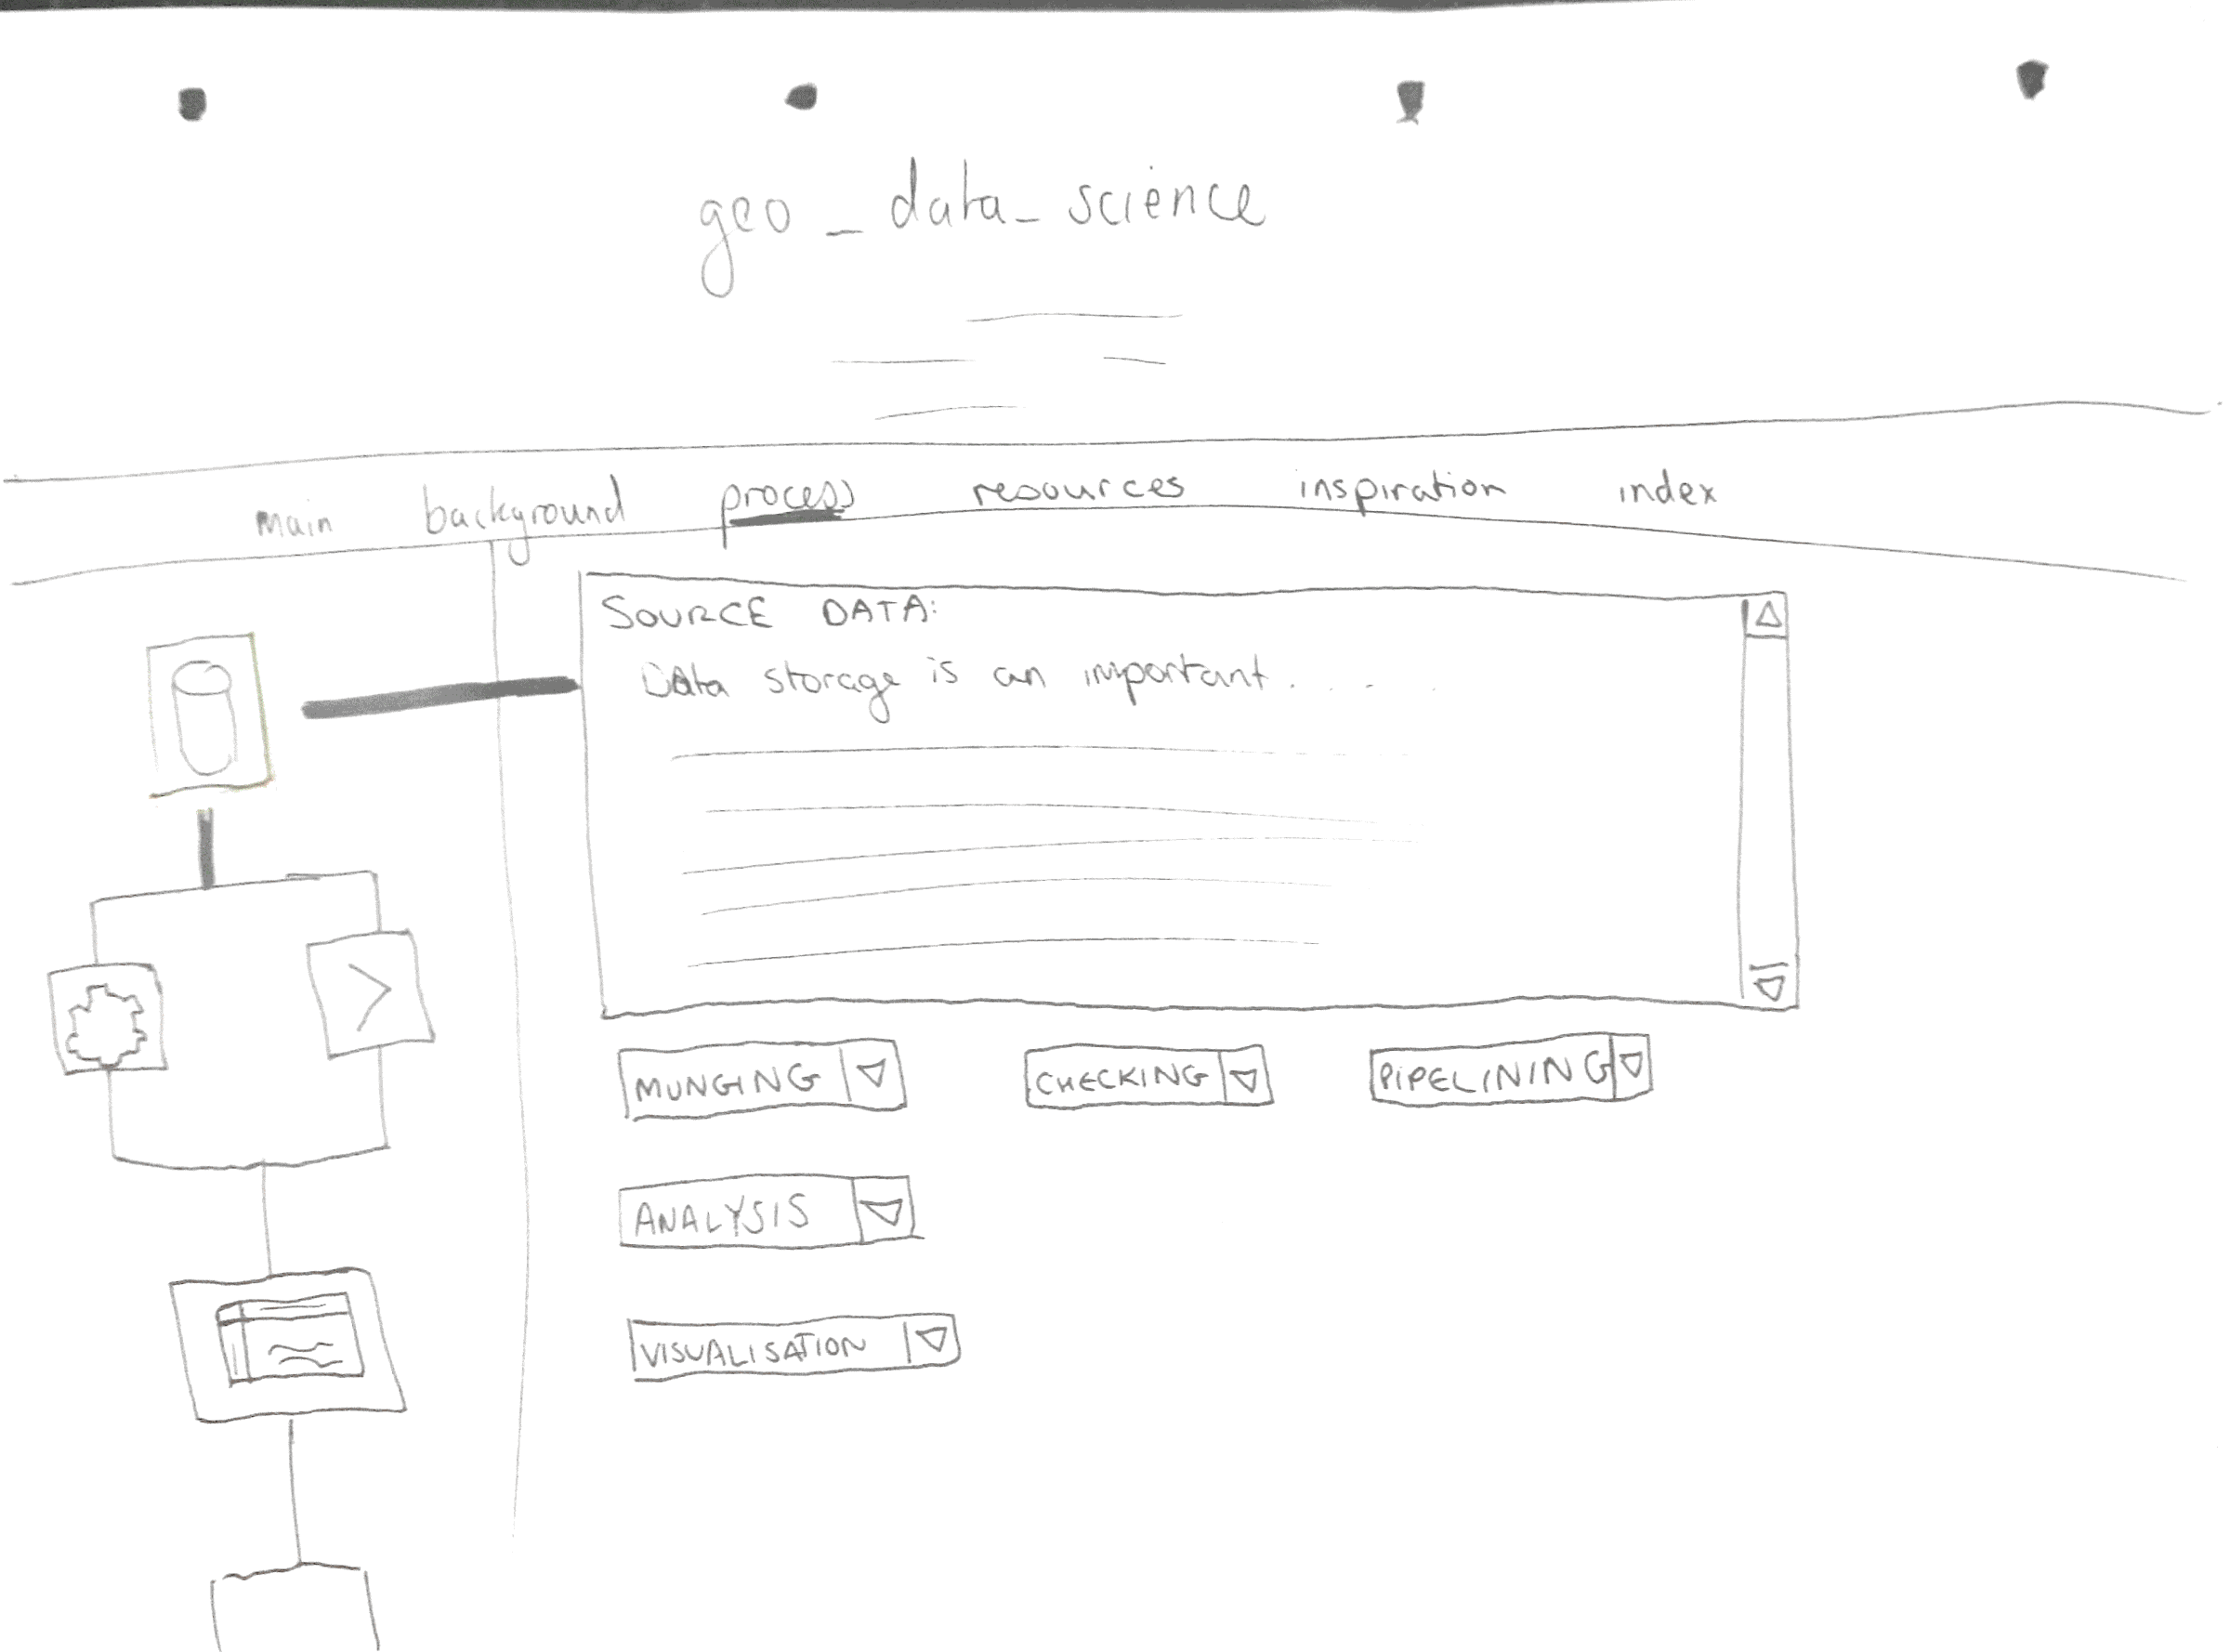 geo_data_science
main background process resources inspiration index
SOURCE DATA:
Data storage is an important....
MUNGING CHECKING PIPELINING
ANALYSIS
VISUALISATION